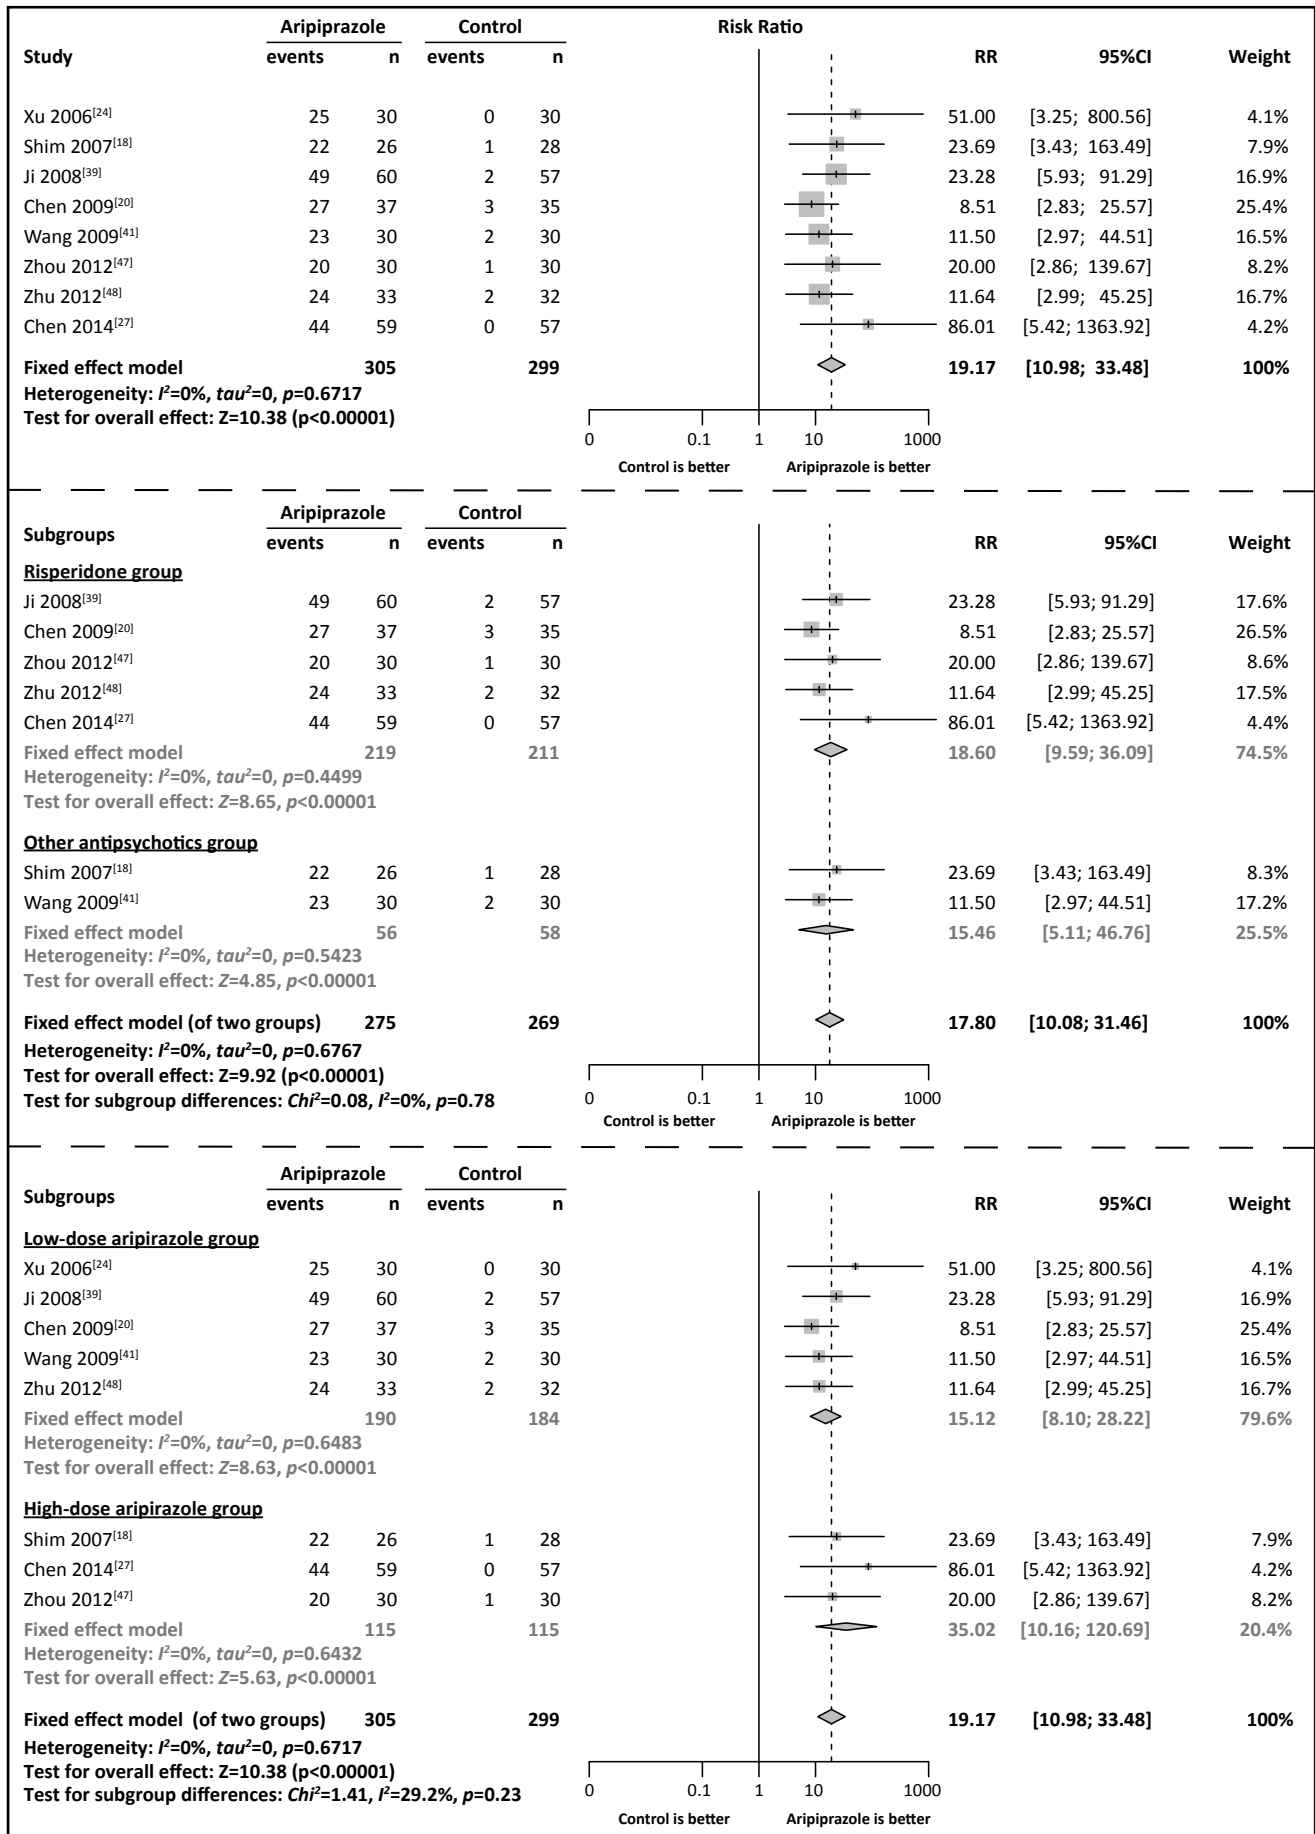 Aripiprazole Control Risk Ratio
Study events n events n RR 95%CI Weight
Xu 2006[24] 25 30 0 30 51.00 [3.25; 800.56] 4.1%
Shim 2007[18] 22 26 1 28 23.69 [3.43; 163.49] 7.9%
Ji 2008[39] 49 60 2 57 23.28 [5.93; 91.29] 16.9%
Chen 2009[20] 27 37 3 35 8.51 [2.83; 25.57] 25.4%
Wang 2009[41] 23 30 2 30 11.50 [2.97; 44.51] 16.5%
Zhou 2012[47] 20 30 1 30 20.00 [2.86; 139.67] 8.2%
Zhu 2012[48] 24 33 2 32 11.64 [2.99; 45.25] 16.7%
Chen 2014[27] 44 59 0 57 86.01 [5.42; 1363.92] 4.2%
Fixed effect model 305 299 19.17 [10.98; 33.48] 100%
Heterogeneity: I²=0%, tau²=0, p=0.6717
Test for overall effect: Z=10.38 (p<0.00001)
0 0.1 1 10 1000
Control is better Aripiprazole is better
Aripiprazole Control
Subgroups events n events n RR 95%CI Weight
Risperidone group
Ji 2008[39] 49 60 2 57 23.28 [5.93; 91.29] 17.6%
Chen 2009[20] 27 37 3 35 8.51 [2.83; 25.57] 26.5%
Zhou 2012[47] 20 30 1 30 20.00 [2.86; 139.67] 8.6%
Zhu 2012[48] 24 33 2 32 11.64 [2.99; 45.25] 17.5%
Chen 2014[27] 44 59 0 57 86.01 [5.42; 1363.92] 4.4%
Fixed effect model 219 211 18.60 [9.59; 36.09] 74.5%
Heterogeneity: I²=0%, tau²=0, p=0.4499
Test for overall effect: Z=8.65, p<0.00001
Other antipsychotics group
Shim 2007[18] 22 26 1 28 23.69 [3.43; 163.49] 8.3%
Wang 2009[41] 23 30 2 30 11.50 [2.97; 44.51] 17.2%
Fixed effect model 56 58 15.46 [5.11; 46.76] 25.5%
Heterogeneity: I²=0%, tau²=0, p=0.5423
Test for overall effect: Z=4.85, p<0.00001
Fixed effect model (of two groups) 275 269 17.80 [10.08; 31.46] 100%
Heterogeneity: I²=0%, tau²=0, p=0.6767
Test for overall effect: Z=9.92 (p<0.00001)
Test for subgroup differences: Chi²=0.08, I²=0%, p=0.78
0 0.1 1 10 1000
Control is better Aripiprazole is better
Aripiprazole Control
Subgroups events n events n RR 95%CI Weight
Low-dose aripirazole group
Xu 2006[24] 25 30 0 30 51.00 [3.25; 800.56] 4.1%
Ji 2008[39] 49 60 2 57 23.28 [5.93; 91.29] 16.9%
Chen 2009[20] 27 37 3 35 8.51 [2.83; 25.57] 25.4%
Wang 2009[41] 23 30 2 30 11.50 [2.97; 44.51] 16.5%
Zhu 2012[48] 24 33 2 32 11.64 [2.99; 45.25] 16.7%
Fixed effect model 190 184 15.12 [8.10; 28.22] 79.6%
Heterogeneity: I²=0%, tau²=0, p=0.6483
Test for overall effect: Z=8.63, p<0.00001
High-dose aripirazole group
Shim 2007[18] 22 26 1 28 23.69 [3.43; 163.49] 7.9%
Chen 2014[27] 44 59 0 57 86.01 [5.42; 1363.92] 4.2%
Zhou 2012[47] 20 30 1 30 20.00 [2.86; 139.67] 8.2%
Fixed effect model 115 115 35.02 [10.16; 120.69] 20.4%
Heterogeneity: I²=0%, tau²=0, p=0.6432
Test for overall effect: Z=5.63, p<0.00001
Fixed effect model (of two groups) 305 299 19.17 [10.98; 33.48] 100%
Heterogeneity: I²=0%, tau²=0, p=0.6717
Test for overall effect: Z=10.38 (p<0.00001)
Test for subgroup differences: Chi²=1.41, I²=29.2%, p=0.23
0 0.1 1 10 1000
Control is better Aripiprazole is better